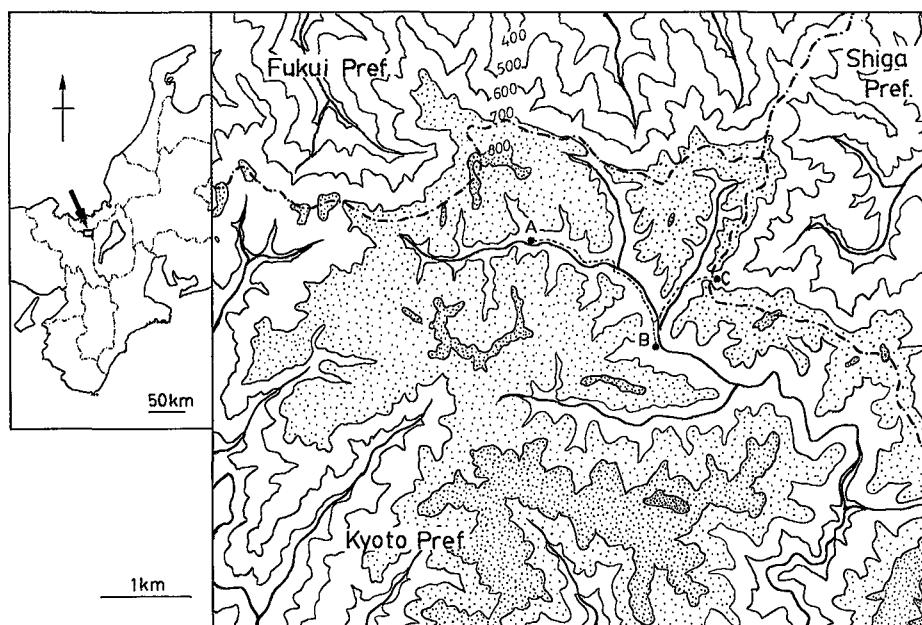 Fukui Pref.
400
500
600
700
800
Shiga
Pref.
A
C
B
50km
Kyoto Pref
1km